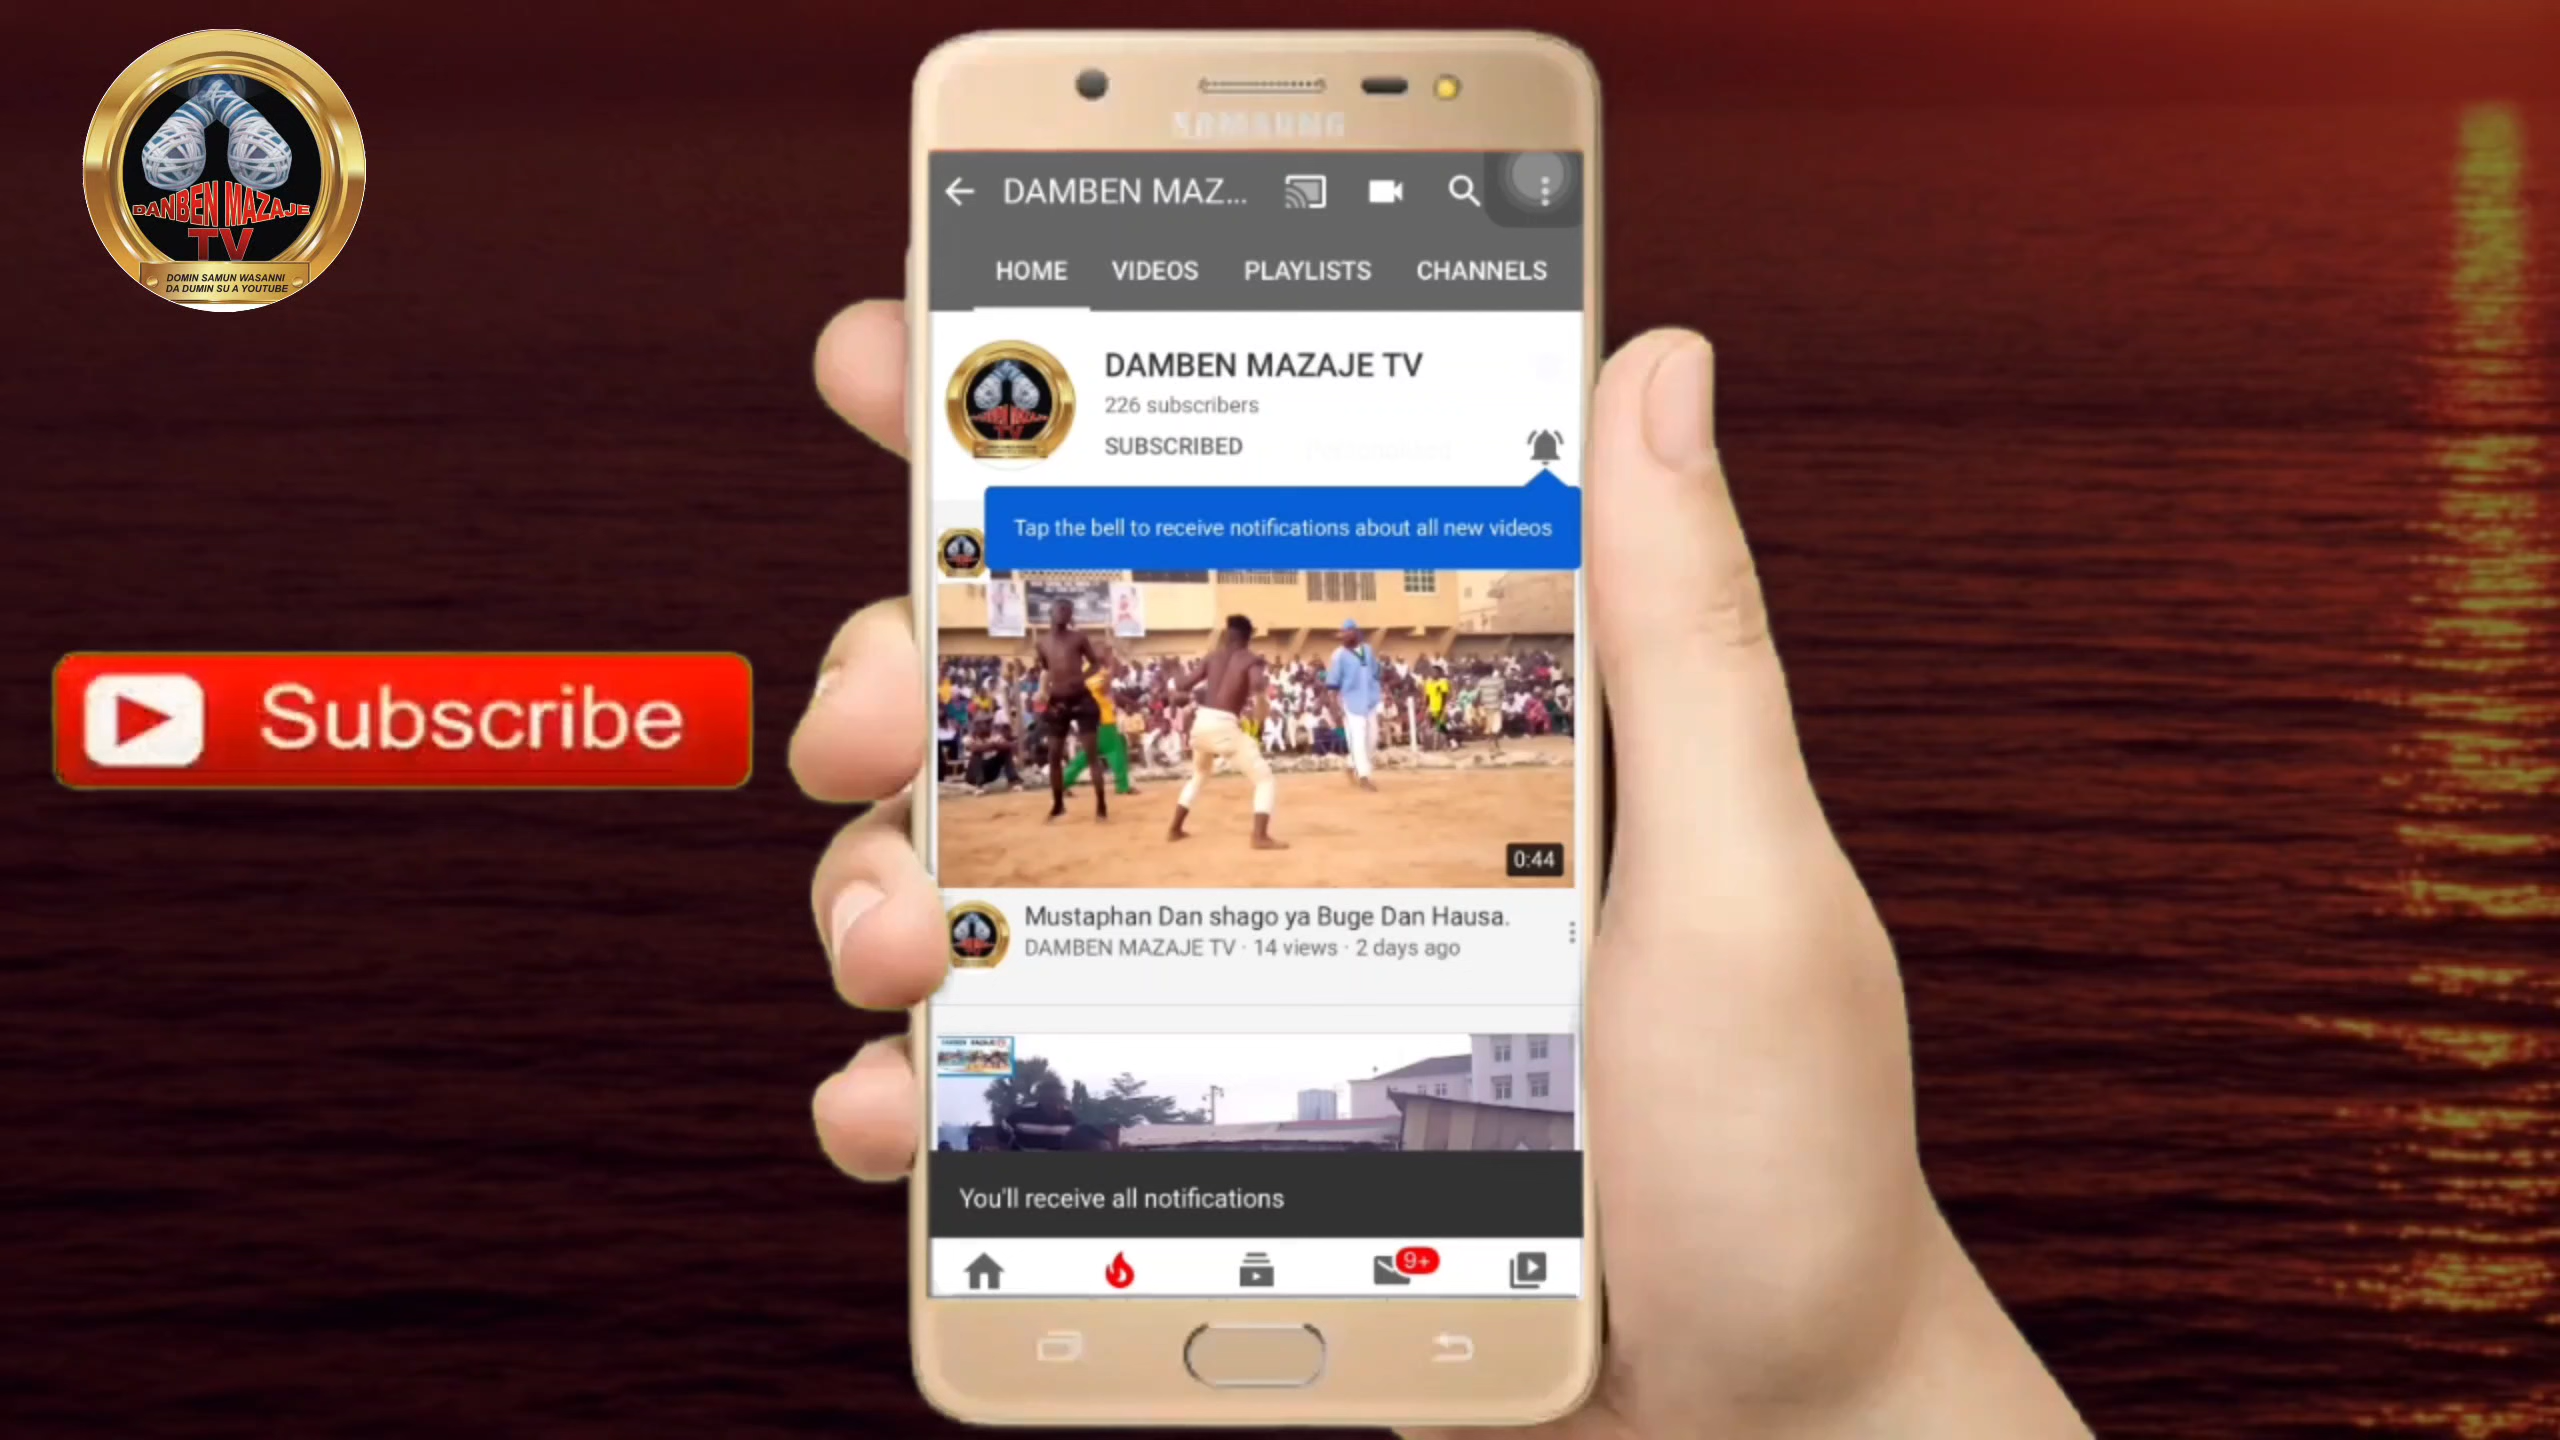 DANBEN MAZAJE
TV
DOMIN SAMUN WASANNI
DA DUMIN SU A YOUTUBE
Subscribe
SAMSUNG
DAMBEN MAZ...
HOME VIDEOS PLAYLISTS CHANNELS
DAMBEN MAZAJE TV
226 subscribers
SUBSCRIBED
Tap the bell to receive notifications about all new videos
0:44
Mustaphan Dan shago ya Buge Dan Hausa.
DAMBEN MAZAJE TV · 14 views · 2 days ago
You'll receive all notifications
9+